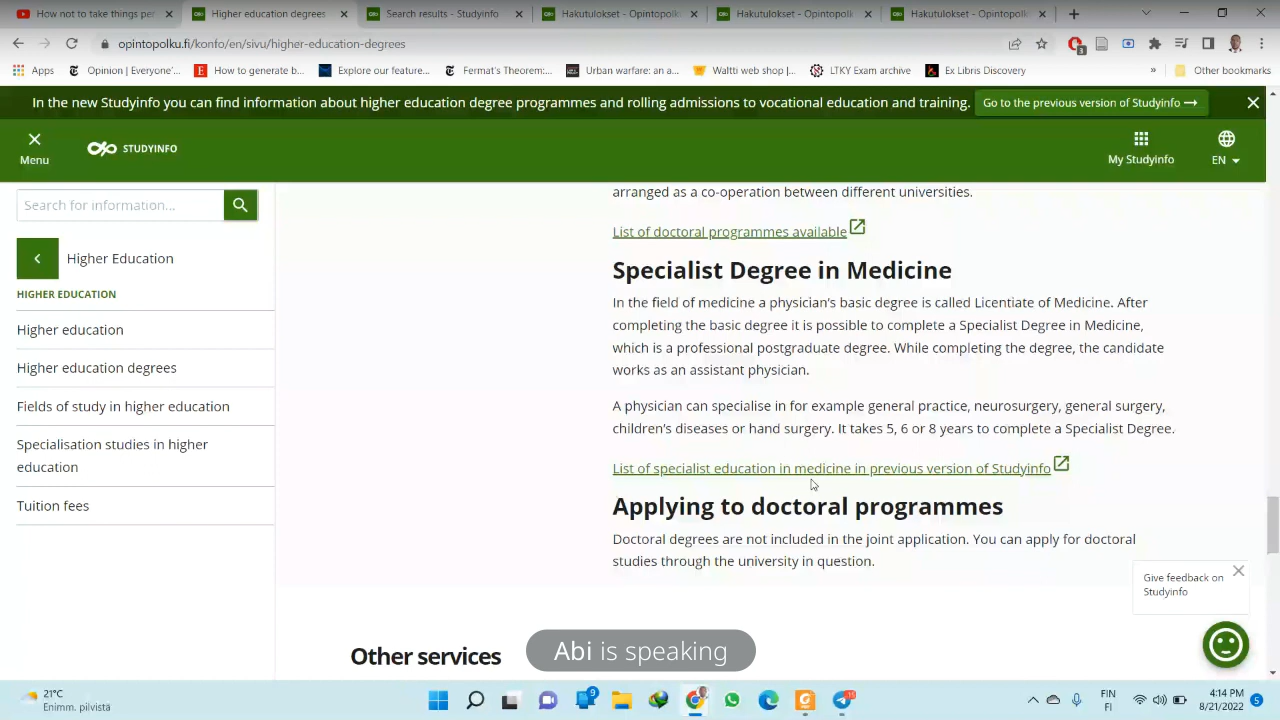 How not to take things per
Higher education degrees
Search results - Studyinfo
Hakutulokset - Opintopolk
Hakutulokset - Opintopolk
Hakutulokset - Opintopolk
opintopolku.fi/konfo/en/sivu/higher-education-degrees
3
Apps
Opinion | Everyone'...
How to generate b...
Explore our feature...
Fermat's Theorem:...
Urban warfare: an a...
Waltti webshop |...
LTKY Exam archive
Ex Libris Discovery
»
Other bookmarks
In the new Studyinfo you can find information about higher education degree programmes and rolling admissions to vocational education and training.
Go to the previous version of Studyinfo
Menu
STUDYINFO
My Studyinfo
EN
Search for information...
Higher Education
HIGHER EDUCATION
Higher education
Higher education degrees
Fields of study in higher education
Specialisation studies in higher
education
Tuition fees
arranged as a co-operation between different universities.
List of doctoral programmes available
Specialist Degree in Medicine
In the field of medicine a physician's basic degree is called Licentiate of Medicine. After
completing the basic degree it is possible to complete a Specialist Degree in Medicine,
which is a professional postgraduate degree. While completing the degree, the candidate
works as an assistant physician.
A physician can specialise in for example general practice, neurosurgery, general surgery,
children's diseases or hand surgery. It takes 5, 6 or 8 years to complete a Specialist Degree.
List of specialist education in medicine in previous version of Studyinfo
Applying to doctoral programmes
Doctoral degrees are not included in the joint application. You can apply for doctoral
studies through the university in question.
Give feedback on
Studyinfo
Other services
Abi is speaking
21°C
Enimm. pilvistä
9
11
FIN
FI
4:14 PM
8/21/2022
5